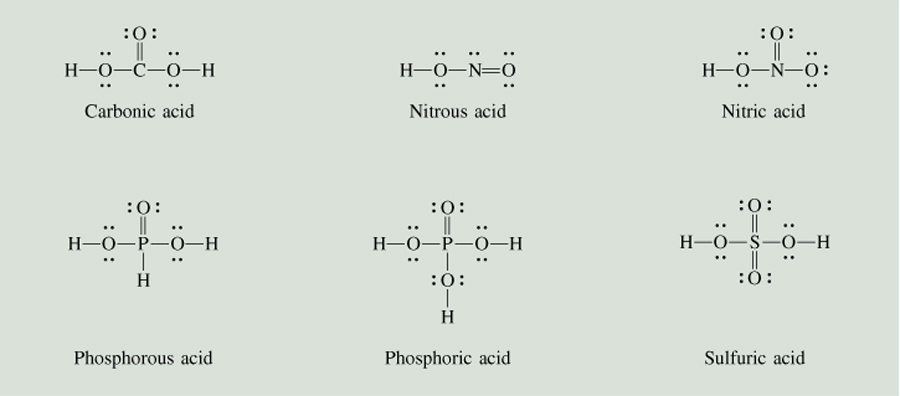 :O: :O:
H—O—C—O—H H—O—N=O H—O—N—O:
Carbonic acid Nitrous acid Nitric acid
:O: :O: :O:
H—O—P—O—H H—O—P—O—H H—O—S—O—H
H :O: :O:
H
Phosphorous acid Phosphoric acid Sulfuric acid